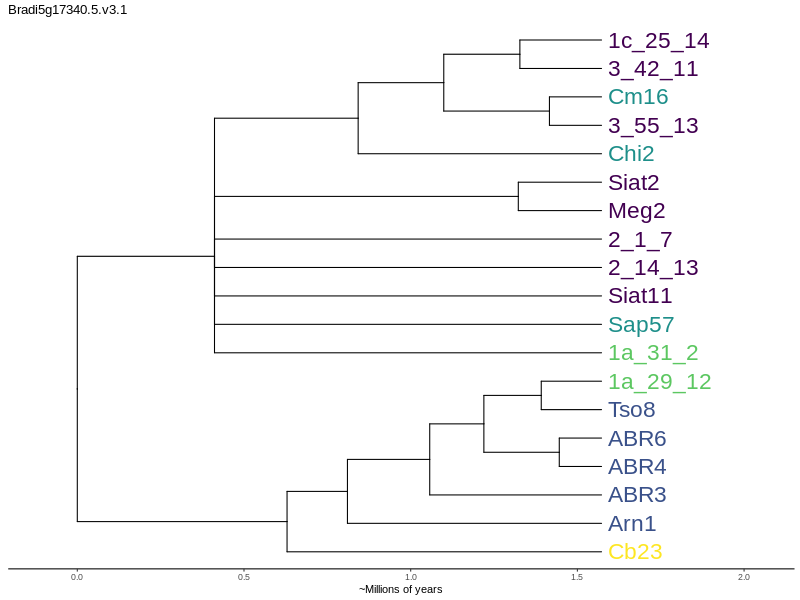 Bradi5g17340.5.v3.1
1c_25_14
3_42_11
Cm16
3_55_13
Chi2
Siat2
Meg2
2_1_7
2_14_13
Siat11
Sap57
1a_31_2
1a_29_12
Tso8
ABR6
ABR4
ABR3
Arn1
Cb23
0.0 0.5 1.0 1.5 2.0
~Millions of years